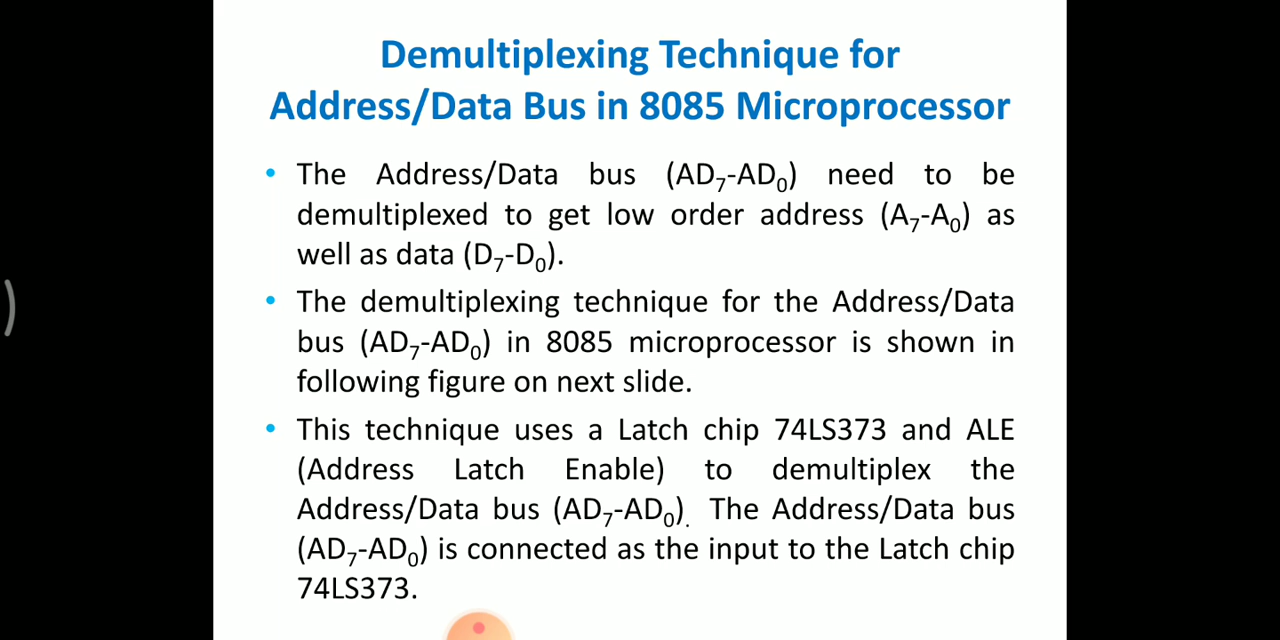 Demultiplexing Technique for
Address/Data Bus in 8085 Microprocessor
• The Address/Data bus (AD₇-AD₀) need to be
demultiplexed to get low order address (A₇-A₀) as
well as data (D₇-D₀).
• The demultiplexing technique for the Address/Data
bus (AD₇-AD₀) in 8085 microprocessor is shown in
following figure on next slide.
• This technique uses a Latch chip 74LS373 and ALE
(Address Latch Enable) to demultiplex the
Address/Data bus (AD₇-AD₀). The Address/Data bus
(AD₇-AD₀) is connected as the input to the Latch chip
74LS373.